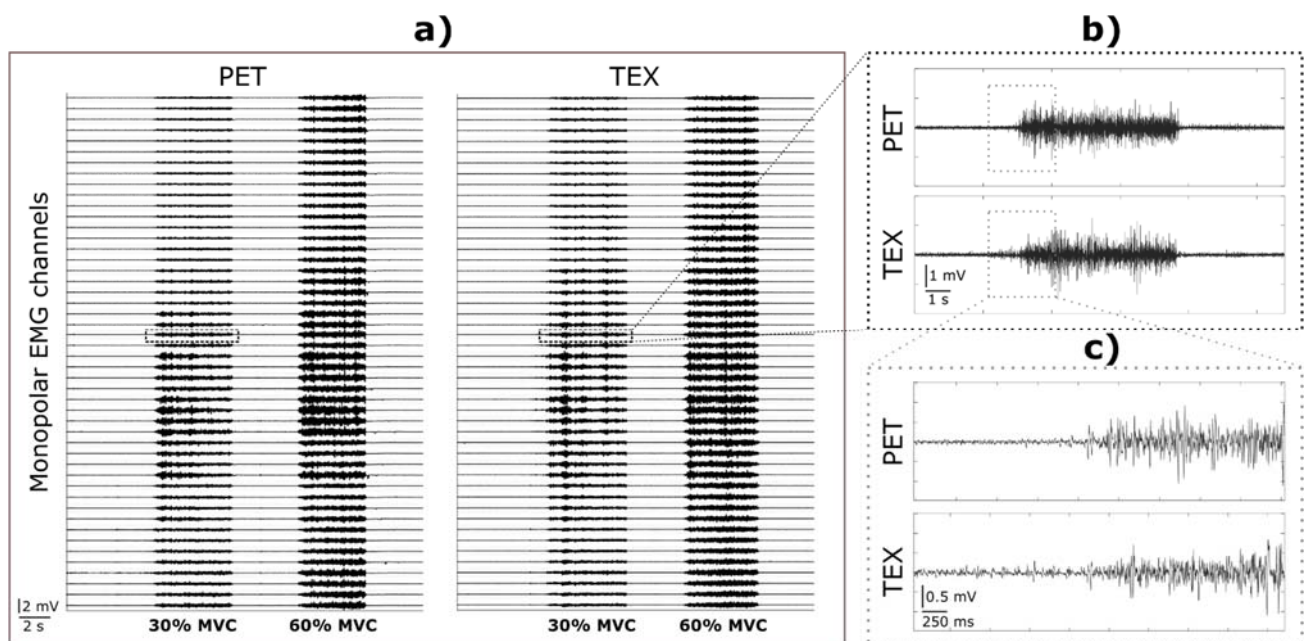 a)
PET
TEX
Monopolar EMG channels
2 mV
2 s
30% MVC
60% MVC
30% MVC
60% MVC
b)
PET
TEX
1 mV
1 s
c)
PET
TEX
0.5 mV
250 ms